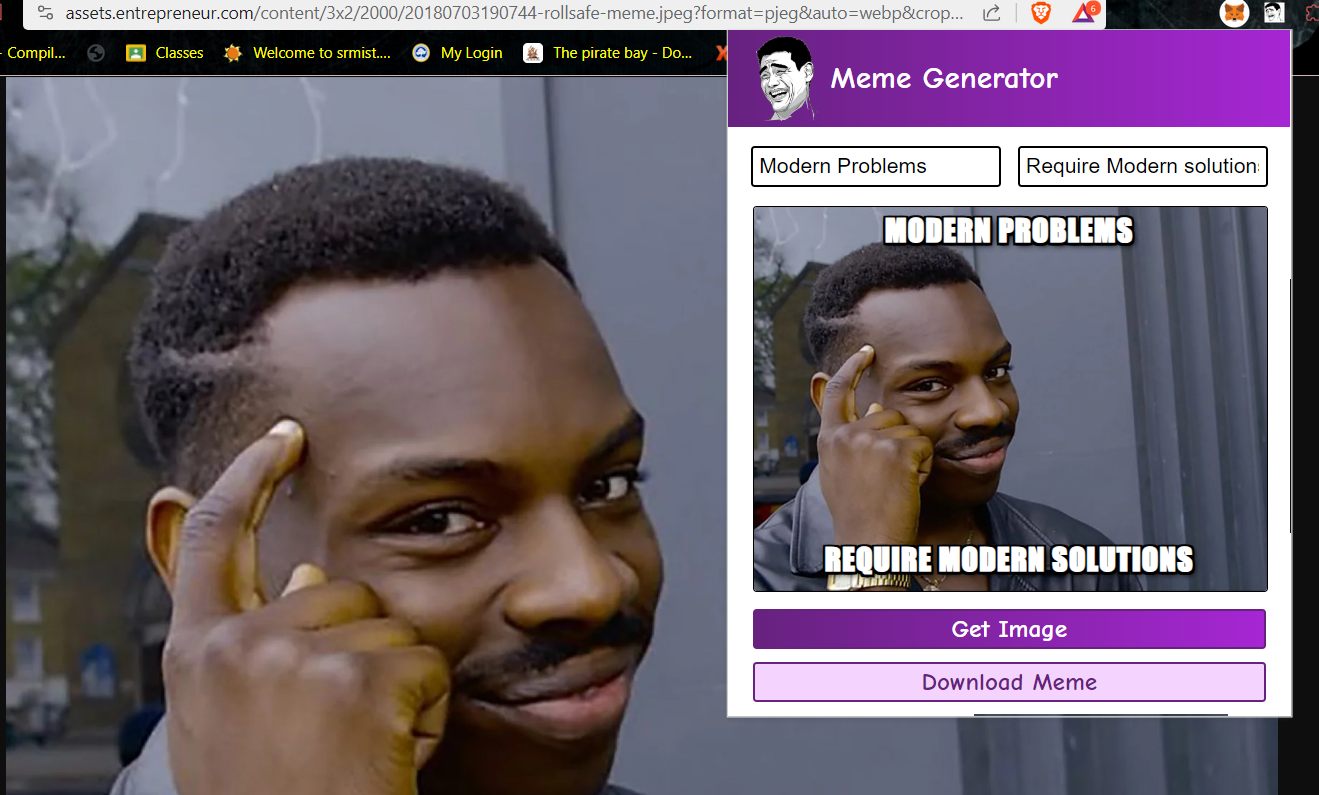 assets.entrepreneur.com/content/3x2/2000/20180703190744-rollsafe-meme.jpeg?format=pjeg&auto=webp&crop...
6
- Compil...
Classes
Welcome to srmist....
My Login
The pirate bay - Do...
X
Meme Generator
Modern Problems
Require Modern solution
MODERN PROBLEMS
REQUIRE MODERN SOLUTIONS
Get Image
Download Meme